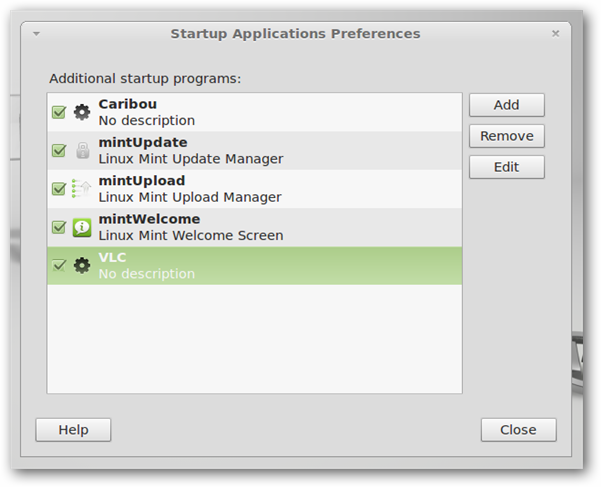 Startup Applications Preferences
Additional startup programs:
Caribou
No description
mintUpdate
Linux Mint Update Manager
mintUpload
Linux Mint Upload Manager
mintWelcome
Linux Mint Welcome Screen
VLC
No description
Add
Remove
Edit
Help
Close